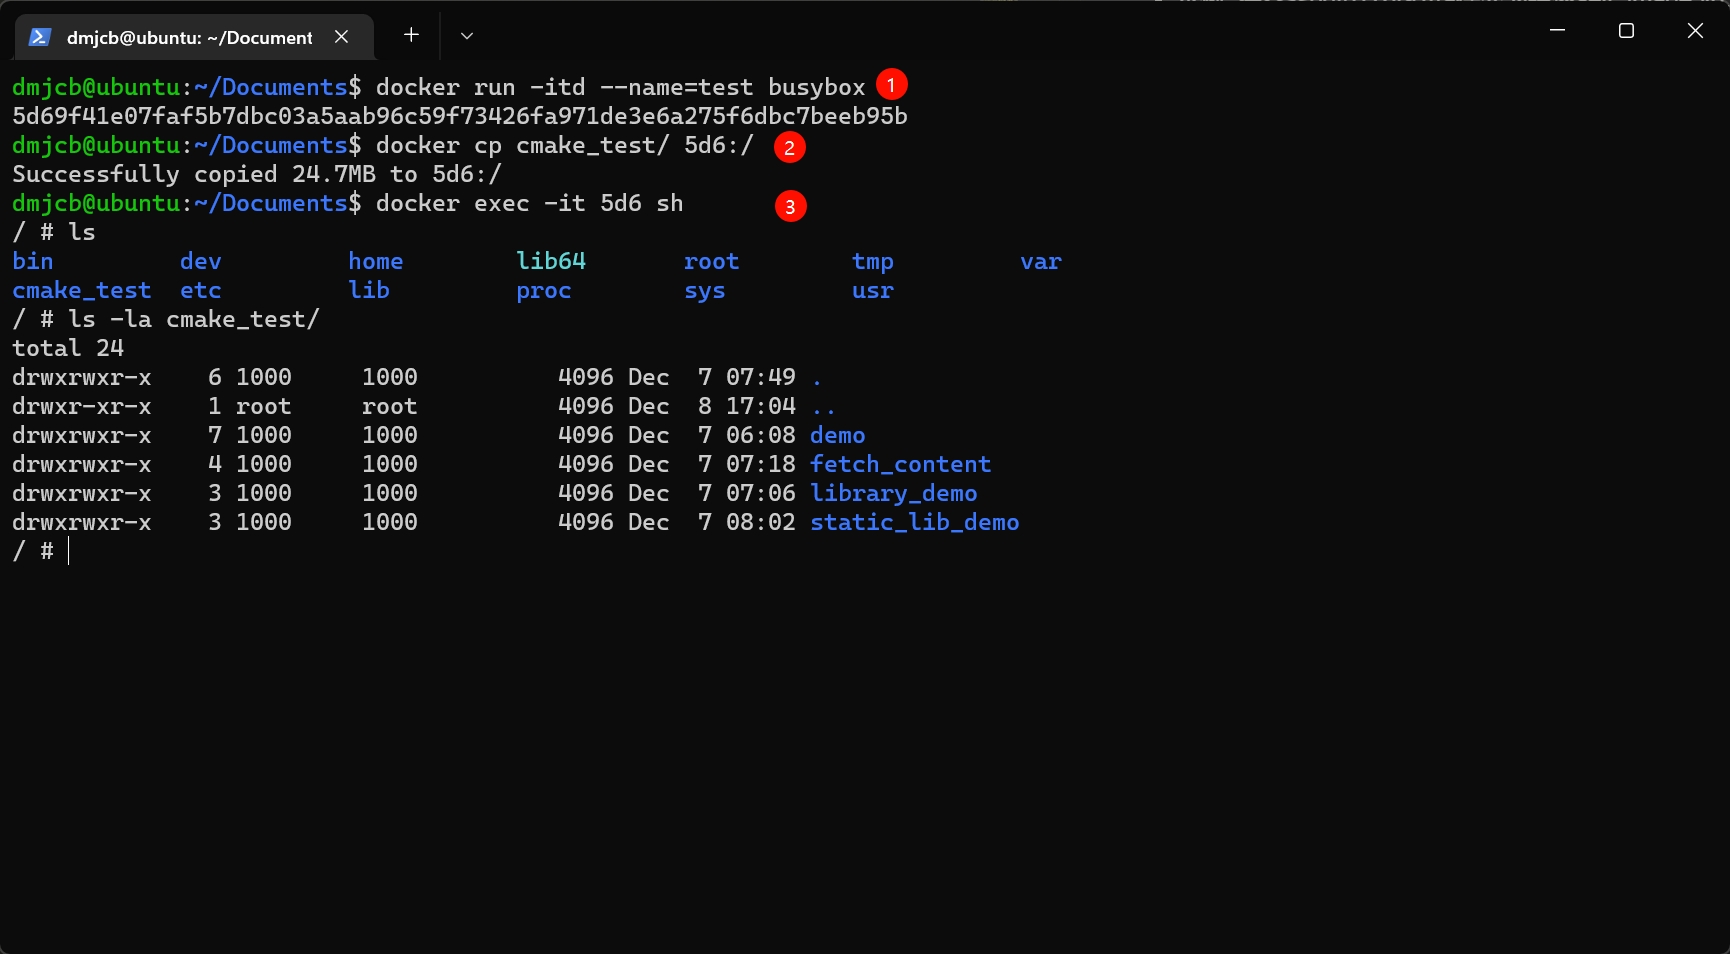 dmjcb@ubuntu: ~/Document
dmjcb@ubuntu:~/Documents$ docker run -itd --name=test busybox 1
5d69f41e07faf5b7dbc03a5aab96c59f73426fa971de3e6a275f6dbc7beeb95b
dmjcb@ubuntu:~/Documents$ docker cp cmake_test/ 5d6:/ 2
Successfully copied 24.7MB to 5d6:/
dmjcb@ubuntu:~/Documents$ docker exec -it 5d6 sh 3
/ # ls
bin dev home lib64 root tmp var
cmake_test etc lib proc sys usr
/ # ls -la cmake_test/
total 24
drwxrwxr-x 6 1000 1000 4096 Dec 7 07:49 .
drwxr-xr-x 1 root root 4096 Dec 8 17:04 ..
drwxrwxr-x 7 1000 1000 4096 Dec 7 06:08 demo
drwxrwxr-x 4 1000 1000 4096 Dec 7 07:18 fetch_content
drwxrwxr-x 3 1000 1000 4096 Dec 7 07:06 library_demo
drwxrwxr-x 3 1000 1000 4096 Dec 7 08:02 static_lib_demo
/ #